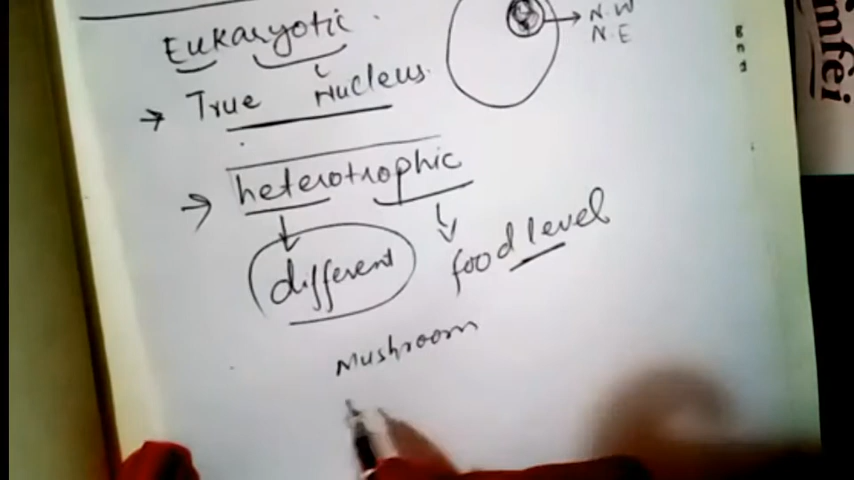 Eukaryotic.
N.W
N.E
→ True Nucleus.
→ heterotrophic
different food level
Mushroom